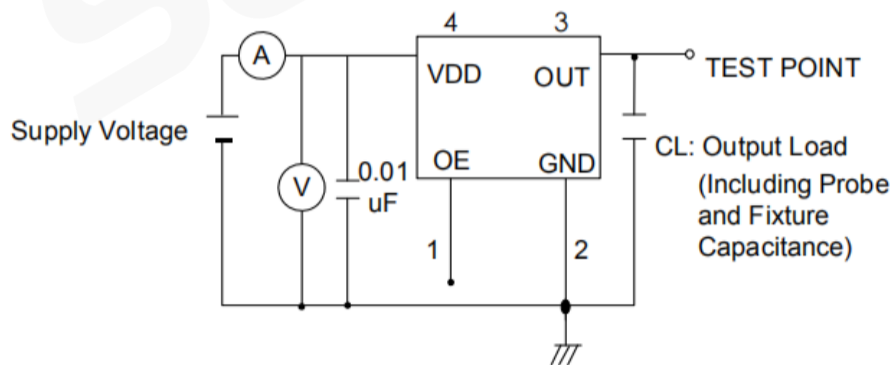 4
3
A
VDD
OUT
TEST POINT
Supply Voltage
OE
GND
CL: Output Load
V
0.01
uF
(Including Probe
and Fixture
Capacitance)
1
2